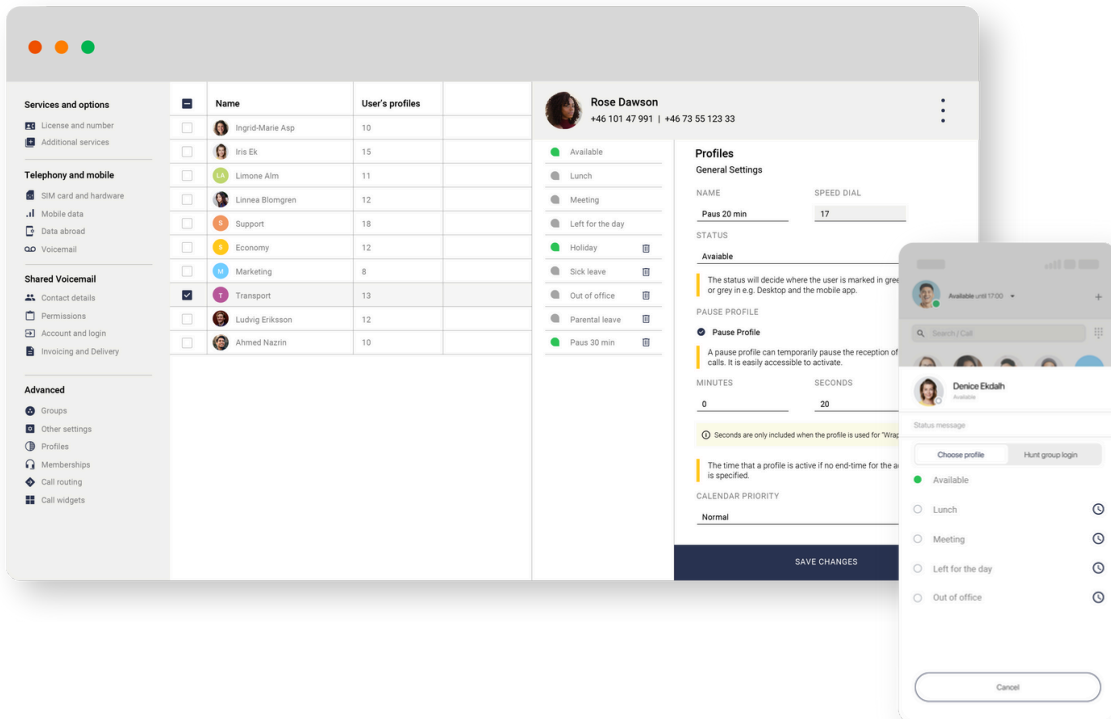 Services and options
License and number
Additional services
Telephony and mobile
SIM card and hardware
Mobile data
Data abroad
Voicemail
Shared Voicemail
Contact details
Permissions
Account and login
Invoicing and Delivery
Advanced
Groups
Other settings
Profiles
Memberships
Call routing
Call widgets
Name User's profiles
Ingrid-Marie Asp 10
Iris Ek 15
LA Limone Alm 11
Linnea Blomgren 12
S Support 18
S Economy 12
M Marketing 8
T Transport 13
Ludvig Eriksson 12
Ahmed Nazrin 10
Rose Dawson
+46 101 47 991 | +46 73 55 123 33
Available
Lunch
Meeting
Left for the day
Holiday
Sick leave
Out of office
Parental leave
Paus 30 min
Profiles
General Settings
NAME SPEED DIAL
Paus 20 min 17
STATUS
Avaiable
The status will decide where the user is marked in gree
or grey in e.g. Desktop and the mobile app.
PAUSE PROFILE
Pause Profile
A pause profile can temporarily pause the reception of
calls. It is easily accessible to activate.
MINUTES SECONDS
0 20
Seconds are only included when the profile is used for "Wrap
The time that a profile is active if no end-time for the a
is specified.
CALENDAR PRIORITY
Normal
SAVE CHANGES
Available until 17:00
Search / Call
Denice Ekdalh
Available
Status message
Choose profile Hunt group login
Available
Lunch
Meeting
Left for the day
Out of office
Cancel